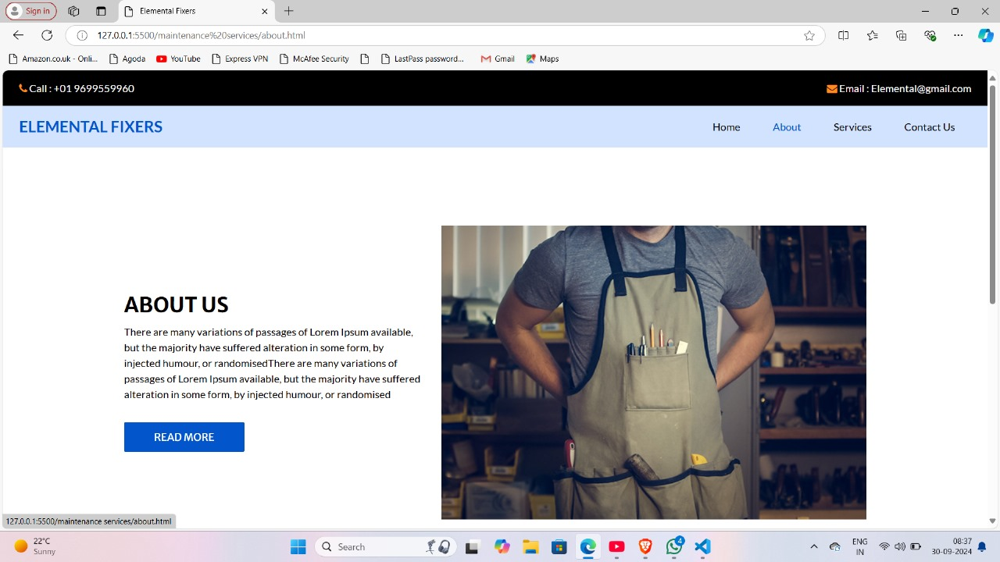 Sign in
Elemental Fixers
127.0.0.1:5500/maintenance%20services/about.html
Amazon.co.uk - Onli...
Agoda
YouTube
Express VPN
McAfee Security
LastPass password...
Gmail
Maps
Call : +01 9699559960
Email : Elemental@gmail.com
ELEMENTAL FIXERS
Home
About
Services
Contact Us
ABOUT US
There are many variations of passages of Lorem Ipsum available,
but the majority have suffered alteration in some form, by
injected humour, or randomisedThere are many variations of
passages of Lorem Ipsum available, but the majority have suffered
alteration in some form, by injected humour, or randomised
READ MORE
127.0.0.1:5500/maintenance services/about.html
22°C
Sunny
Search
4
ENG
IN
08:37
30-09-2024